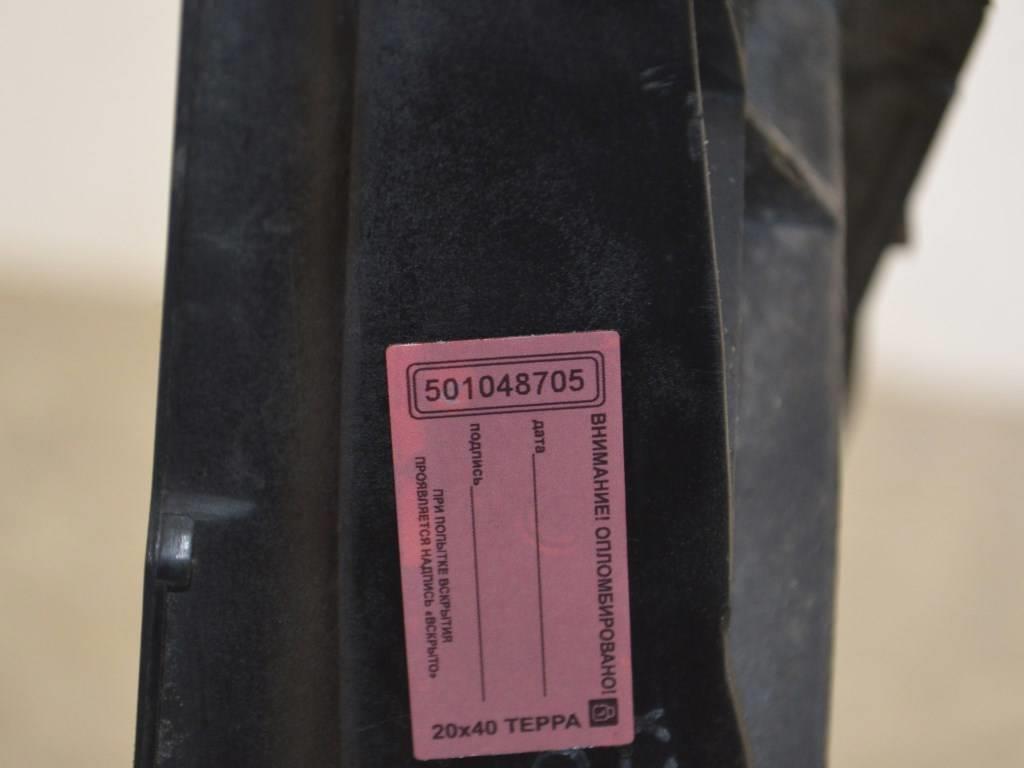 501048705
ВНИМАНИЕ! ОПЛОМБИРОВАНО!
дата
подпись
ПРИ ПОПЫТКЕ ВСКРЫТИЯ
ПРОЯВЛЯЕТСЯ НАДПИСЬ «ВСКРЫТО»
20x40 ТЕРРА